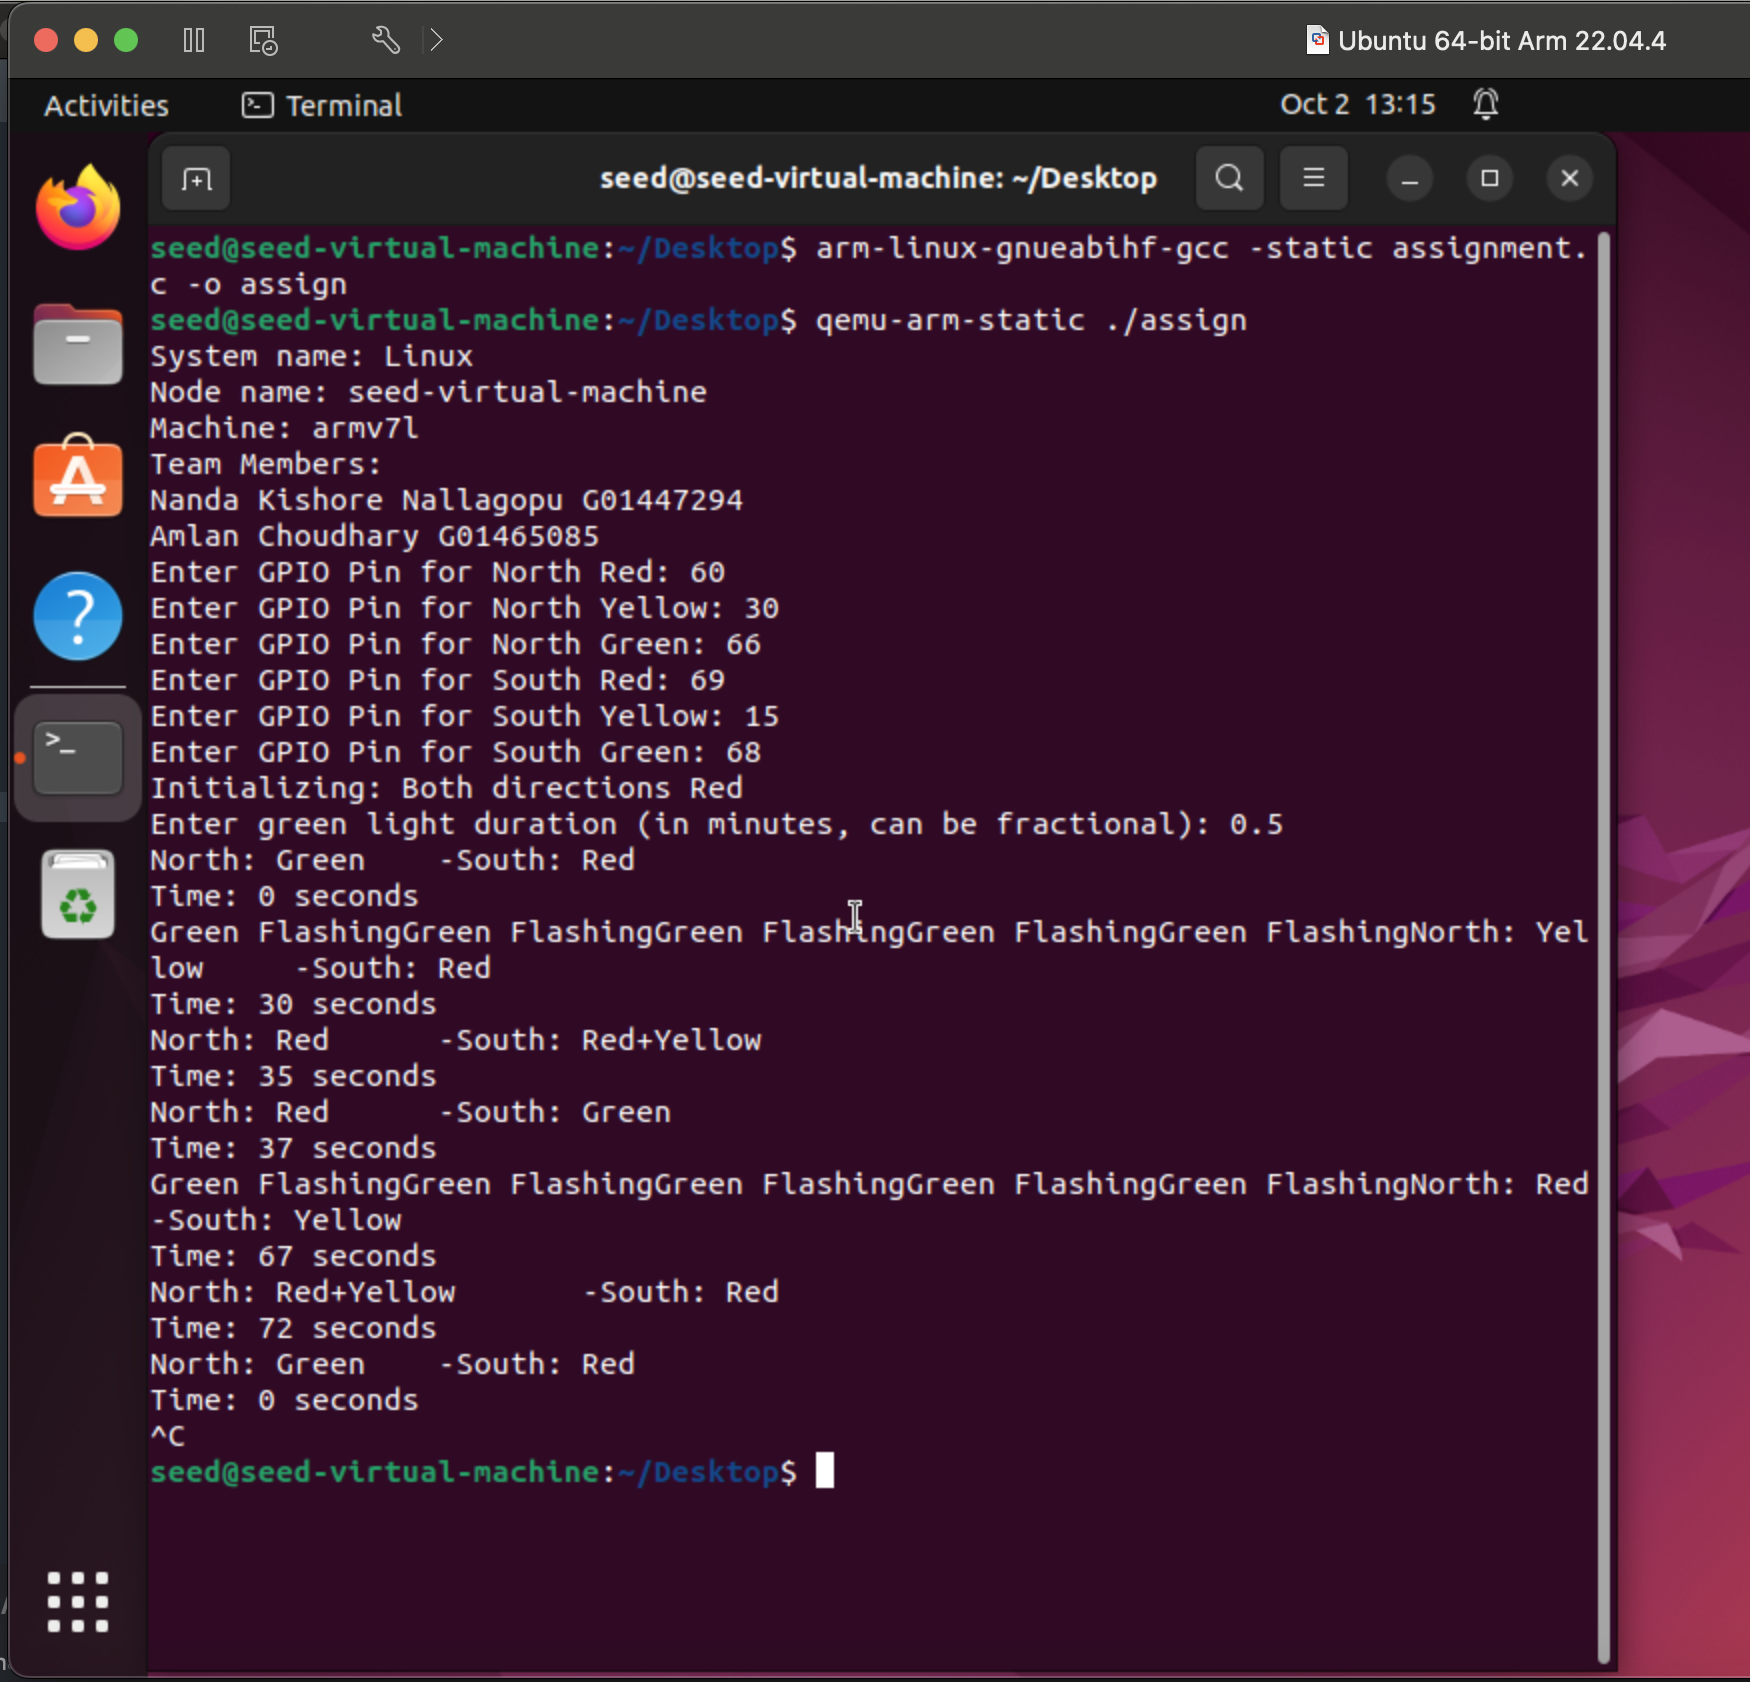 Ubuntu 64-bit Arm 22.04.4
Activities Terminal Oct 2 13:15
seed@seed-virtual-machine: ~/Desktop
seed@seed-virtual-machine:~/Desktop$ arm-linux-gnueabihf-gcc -static assignment.
c -o assign
seed@seed-virtual-machine:~/Desktop$ qemu-arm-static ./assign
System name: Linux
Node name: seed-virtual-machine
Machine: armv7l
Team Members:
Nanda Kishore Nallagopu G01447294
Amlan Choudhary G01465085
Enter GPIO Pin for North Red: 60
Enter GPIO Pin for North Yellow: 30
Enter GPIO Pin for North Green: 66
Enter GPIO Pin for South Red: 69
Enter GPIO Pin for South Yellow: 15
Enter GPIO Pin for South Green: 68
Initializing: Both directions Red
Enter green light duration (in minutes, can be fractional): 0.5
North: Green    -South: Red
Time: 0 seconds
Green FlashingGreen FlashingGreen FlashingGreen FlashingGreen FlashingNorth: Yel
low     -South: Red
Time: 30 seconds
North: Red      -South: Red+Yellow
Time: 35 seconds
North: Red      -South: Green
Time: 37 seconds
Green FlashingGreen FlashingGreen FlashingGreen FlashingGreen FlashingNorth: Red
-South: Yellow
Time: 67 seconds
North: Red+Yellow       -South: Red
Time: 72 seconds
North: Green    -South: Red
Time: 0 seconds
^C
seed@seed-virtual-machine:~/Desktop$